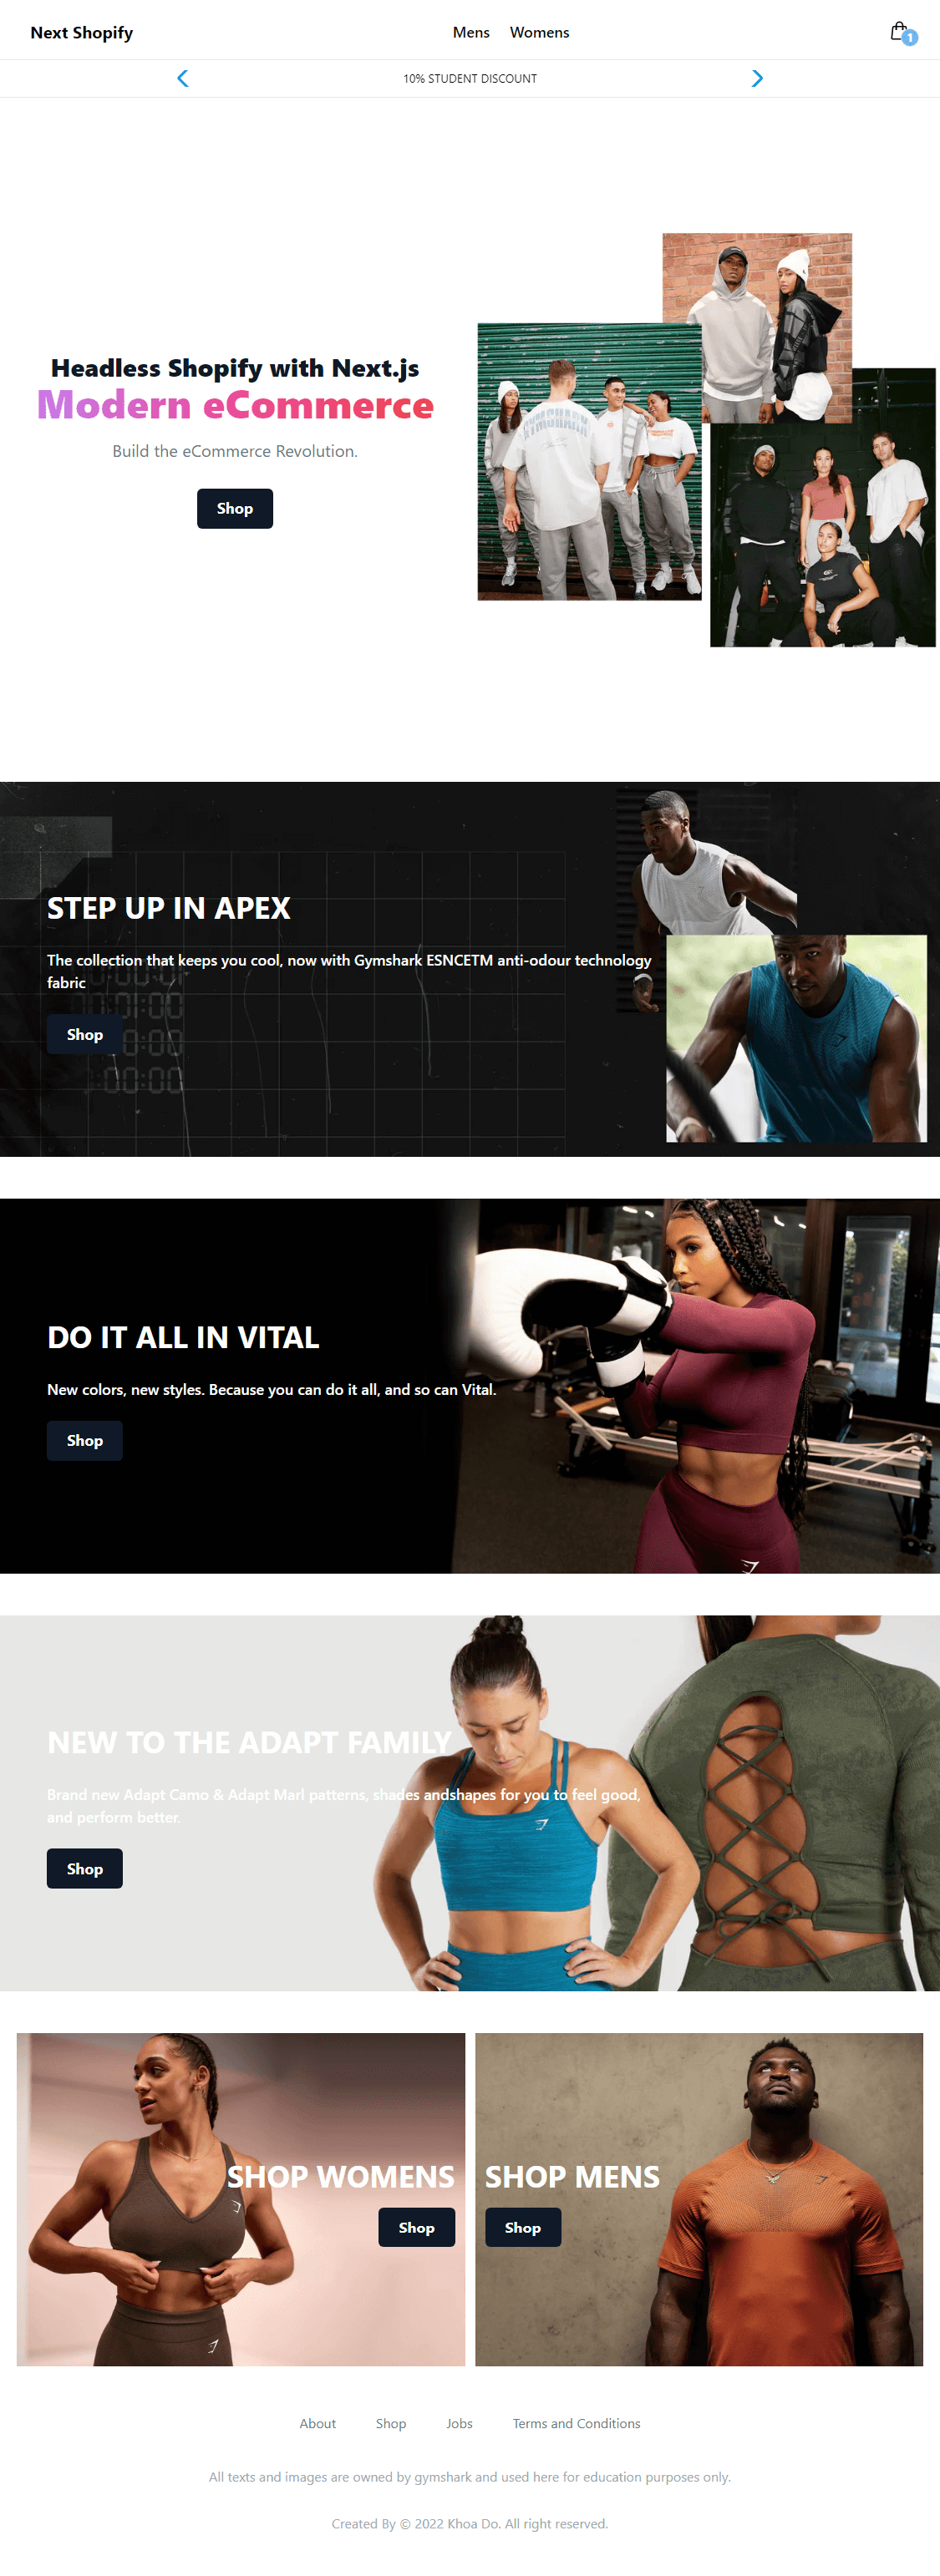 Next Shopify
Mens
Womens
1
10% STUDENT DISCOUNT
Headless Shopify with Next.js
Modern eCommerce
Build the eCommerce Revolution.
Shop
GYMSHARK
STEP UP IN APEX
The collection that keeps you cool, now with Gymshark ESNCETM anti-odour technology
fabric
Shop
00:00
00:00
DO IT ALL IN VITAL
New colors, new styles. Because you can do it all, and so can Vital.
Shop
NEW TO THE ADAPT FAMILY
Brand new Adapt Camo & Adapt Marl patterns, shades andshapes for you to feel good,
and perform better.
Shop
SHOP WOMENS
Shop
SHOP MENS
Shop
About
Shop
Jobs
Terms and Conditions
All texts and images are owned by gymshark and used here for education purposes only.
Created By © 2022 Khoa Do. All right reserved.